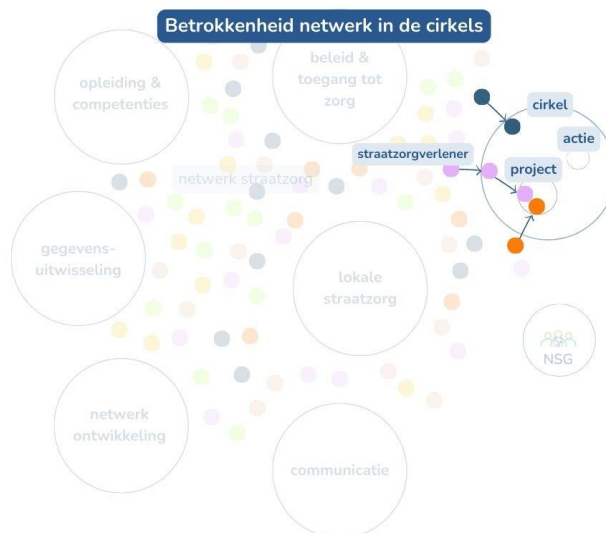 Betrokkenheid netwerk in de cirkels
opleiding &
competenties
beleid &
toegang tot
zorg
cirkel
actie
straatzorgverlener
project
netwerk straatzorg
gegevens-
uitwisseling
lokale
straatzorg
NSG
netwerk
ontwikkeling
communicatie